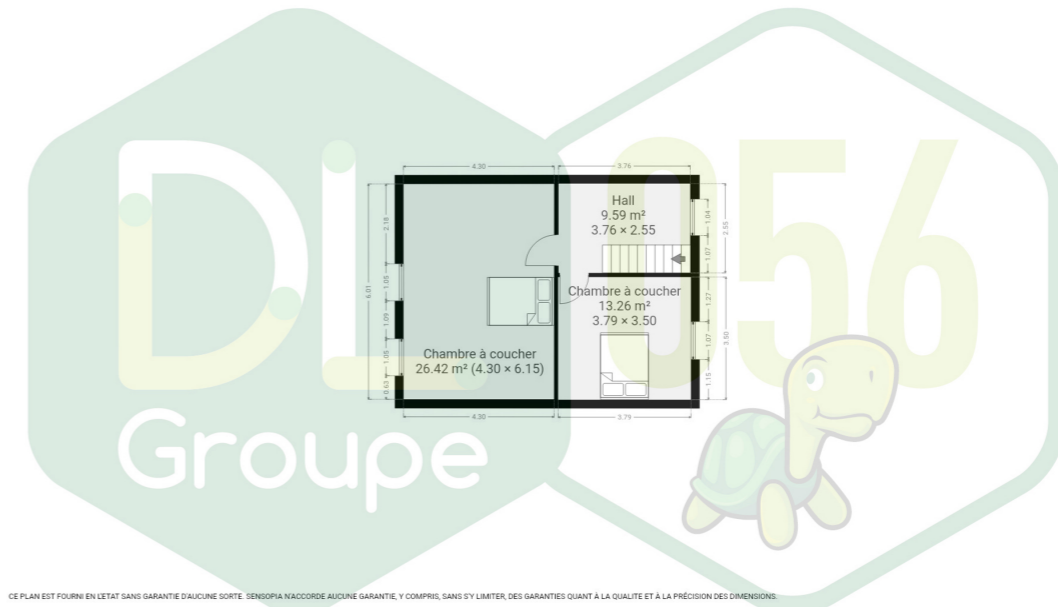 4.30
3.76
Hall
9.59 m²
3.76 × 2.55
1.04
2.55
1.07
2.18
6.01
1.05
1.09
1.05
0.63
Chambre à coucher
13.26 m²
3.79 × 3.50
1.27
1.07
3.50
1.15
Chambre à coucher
26.42 m² (4.30 × 6.15)
4.30
3.79
DL
Groupe
056
CE PLAN EST FOURNI EN L'ETAT SANS GARANTIE D'AUCUNE SORTE. SENSOPIA N'ACCORDE AUCUNE GARANTIE, Y COMPRIS, SANS S'Y LIMITER, DES GARANTIES QUANT À LA QUALITE ET À LA PRÉCISION DES DIMENSIONS.